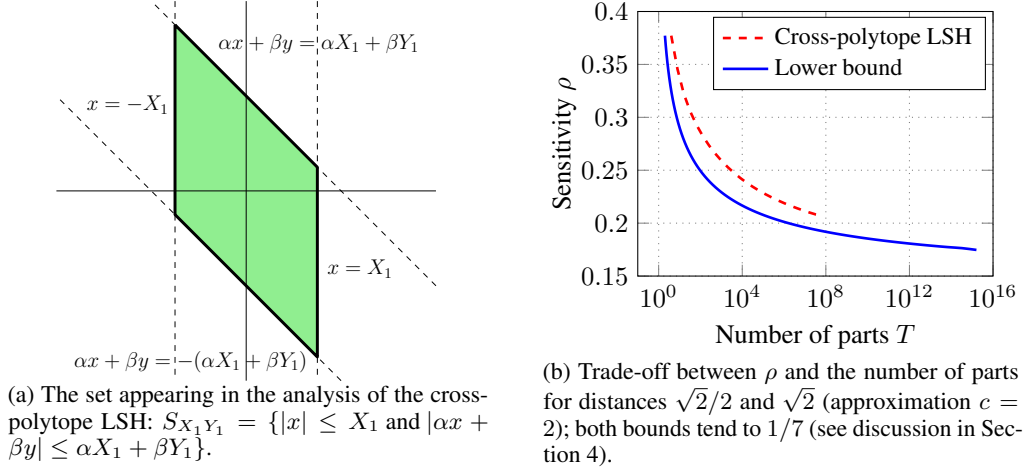 αx + βy = αX₁ + βY₁
x = −X₁
x = X₁
αx + βy = −(αX₁ + βY₁)
(a) The set appearing in the analysis of the cross-
polytope LSH: S_{X₁Y₁} = {|x| ≤ X₁ and |αx +
βy| ≤ αX₁ + βY₁}.
0.4
0.35
0.3
0.25
0.2
0.15
Sensitivity ρ
Cross-polytope LSH
Lower bound
10⁰ 10⁴ 10⁸ 10¹² 10¹⁶
Number of parts T
(b) Trade-off between ρ and the number of parts
for distances √2/2 and √2 (approximation c =
2); both bounds tend to 1/7 (see discussion in Sec-
tion 4).